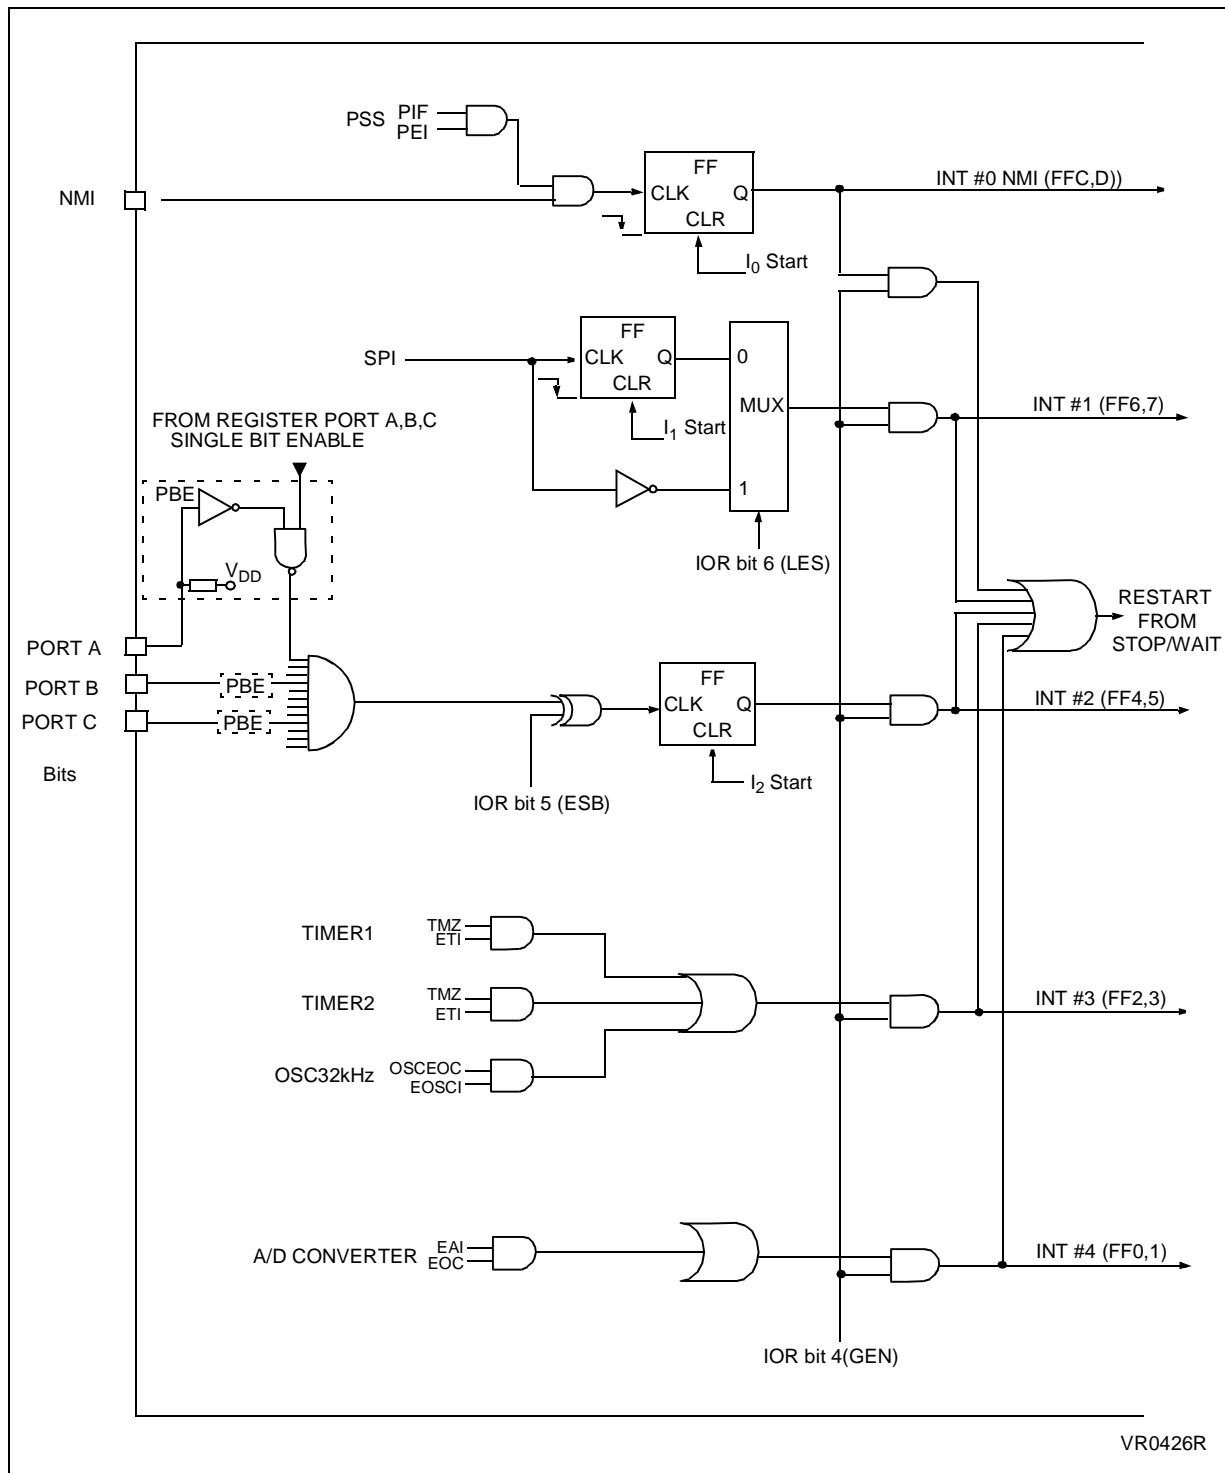 PSS PIF
PEI
FF
CLK Q
CLR
NMI
INT #0 NMI (FFC,D))
I0 Start
FF
CLK Q
CLR
SPI
0
MUX
1
I1 Start
INT #1 (FF6,7)
FROM REGISTER PORT A,B,C
SINGLE BIT ENABLE
PBE
VDD
IOR bit 6 (LES)
RESTART
FROM
STOP/WAIT
PORT A
PORT B
PBE
PORT C
PBE
Bits
FF
CLK Q
CLR
INT #2 (FF4,5)
I2 Start
IOR bit 5 (ESB)
TIMER1 TMZ
ETI
TIMER2 TMZ
ETI
INT #3 (FF2,3)
OSC32kHz OSCEOC
EOSCI
A/D CONVERTER EAI
EOC
INT #4 (FF0,1)
IOR bit 4(GEN)
VR0426R